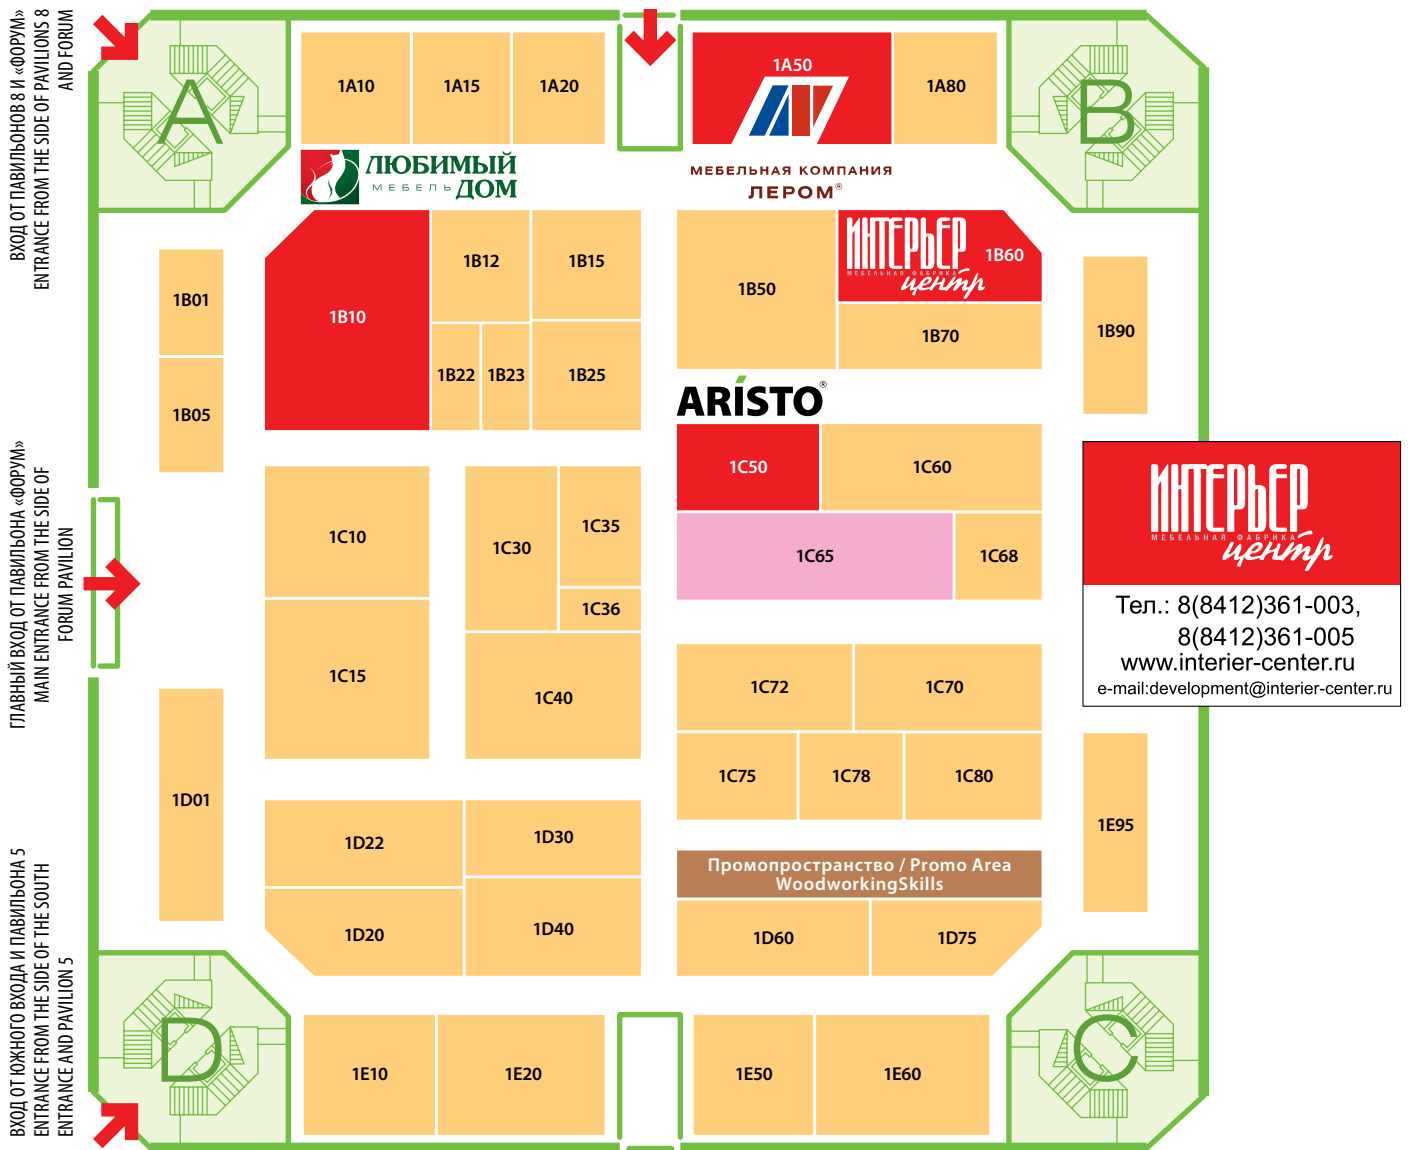 ВХОД ОТ ПАВИЛЬОНОВ 8 И «ФОРУМ»
ENTRANCE FROM THE SIDE OF PAVILIONS 8
AND FORUM
A
1A10
1A15
1A20
1A50
1A80
B
ЛЮБИМЫЙ
МЕБЕЛЬ ДОМ
МЕБЕЛЬНАЯ КОМПАНИЯ
ЛЕРОМ®
1B01
1B05
1B10
1B12
1B15
1B22
1B23
1B25
1B50
ИНТЕРЬЕР
МЕБЕЛЬНАЯ ФАБРИКА
центр
1B60
1B70
1B90
ARISTO®
ГЛАВНЫЙ ВХОД ОТ ПАВИЛЬОНА «ФОРУМ»
MAIN ENTRANCE FROM THE SIDE OF
FORUM PAVILION
1C10
1C15
1C30
1C35
1C36
1C40
1C50
1C60
1C65
1C68
1C72
1C70
1C75
1C78
1C80
ИНТЕРЬЕР
МЕБЕЛЬНАЯ ФАБРИКА
центр
Тел.: 8(8412)361-003,
8(8412)361-005
www.interier-center.ru
e-mail:development@interier-center.ru
ВХОД ОТ ЮЖНОГО ВХОДА И ПАВИЛЬОНА 5
ENTRANCE FROM THE SIDE OF THE SOUTH
ENTRANCE AND PAVILION 5
1D01
1D22
1D30
1D20
1D40
Промопространство / Promo Area
WoodworkingSkills
1D60
1D75
1E95
D
1E10
1E20
1E50
1E60
C